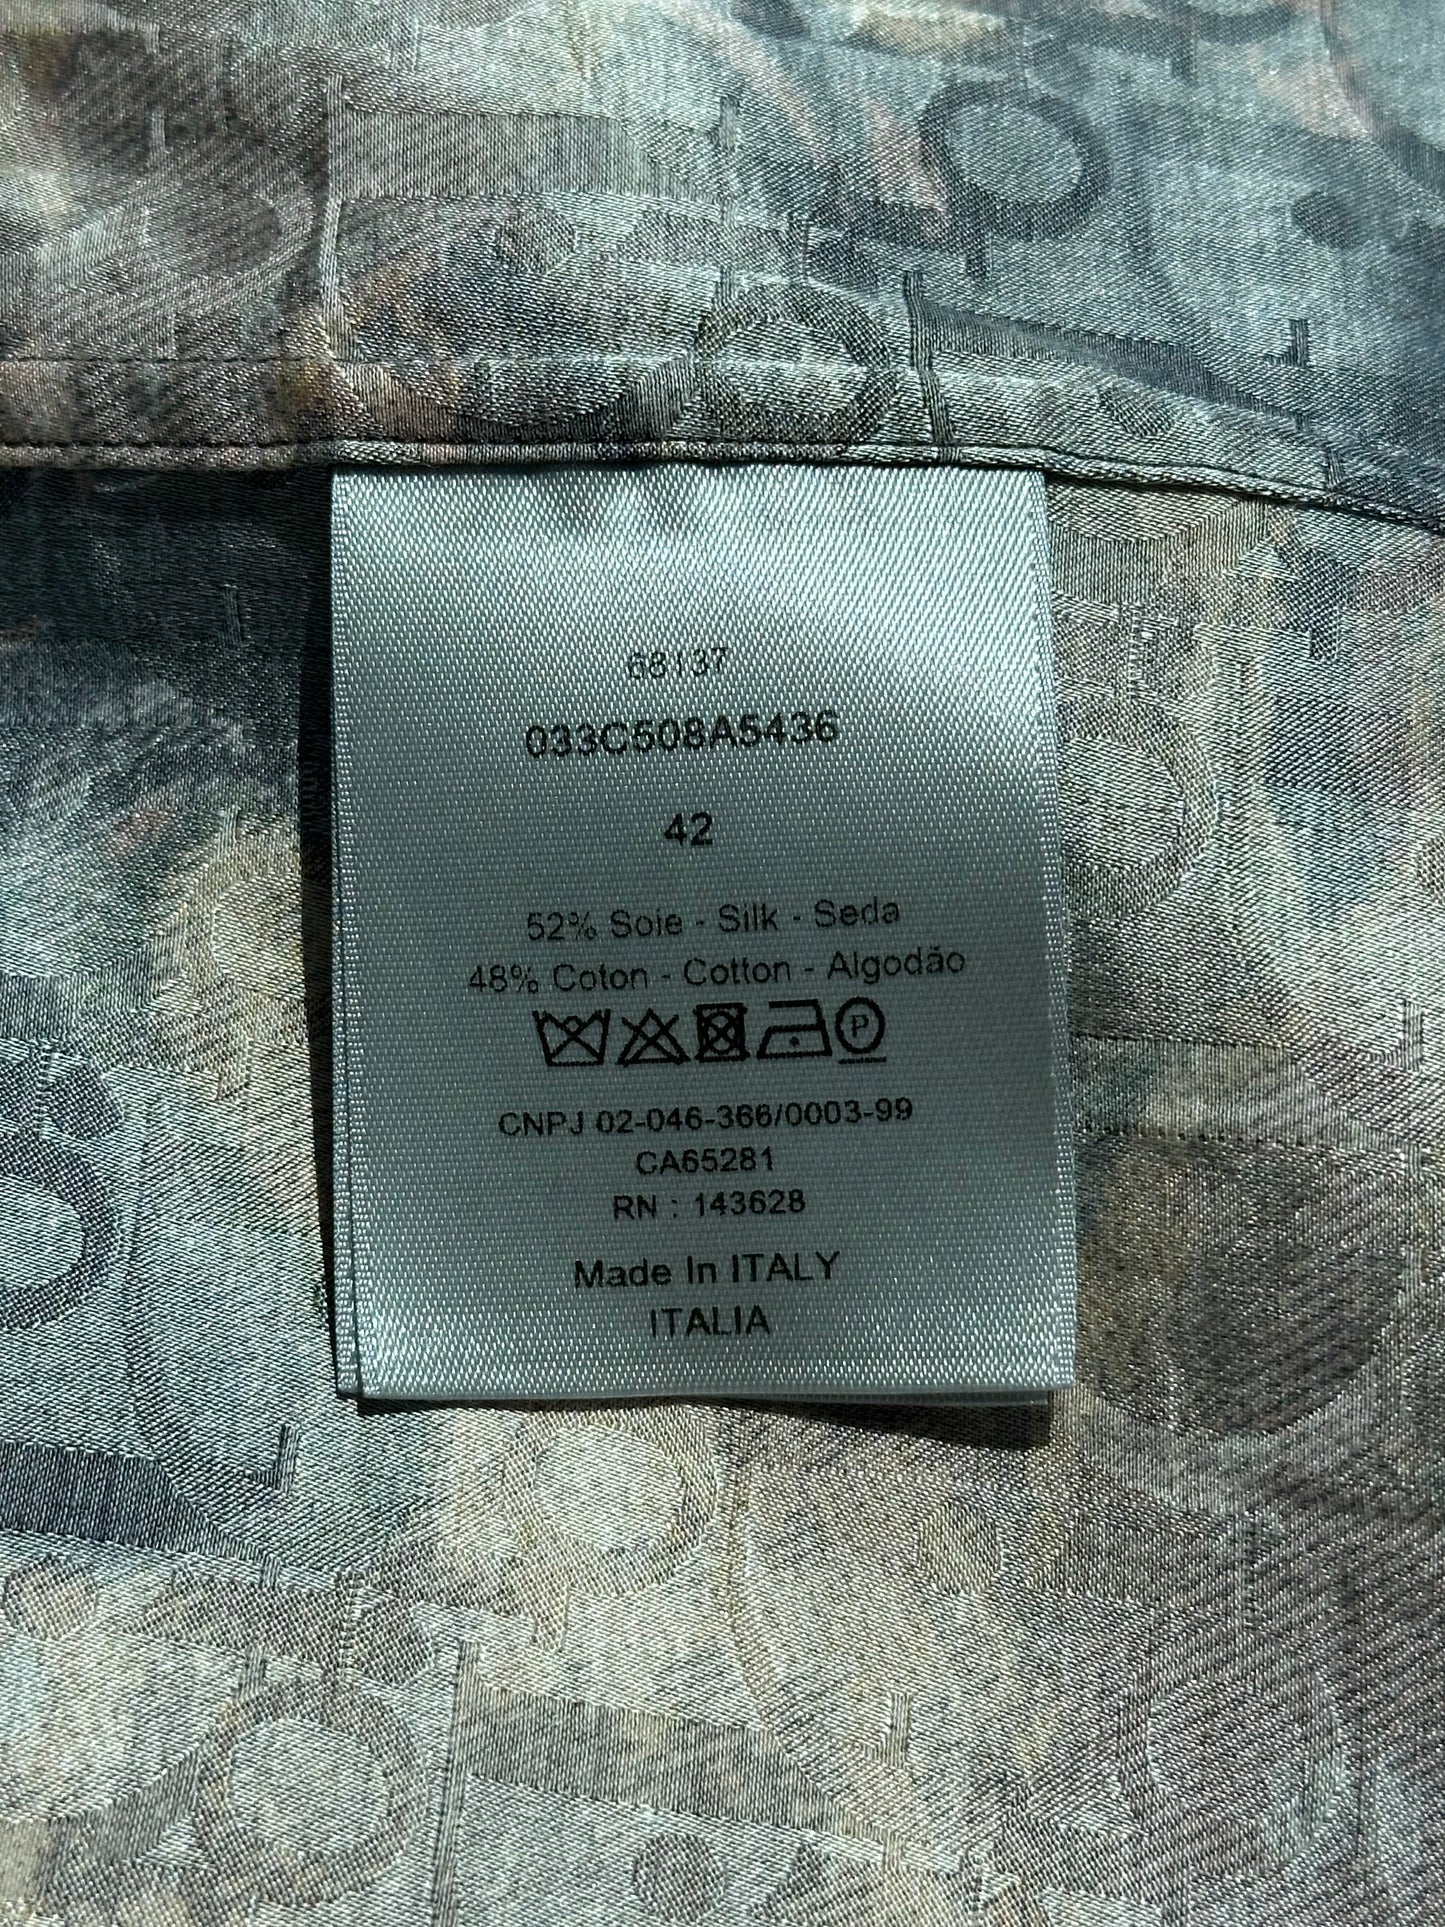 68137
033C508A5436
42
52% Soie - Silk - Seda
48% Coton - Cotton - Algodão
P
CNPJ 02-046-366/0003-99
CA65281
RN : 143628
Made In ITALY
ITALIA